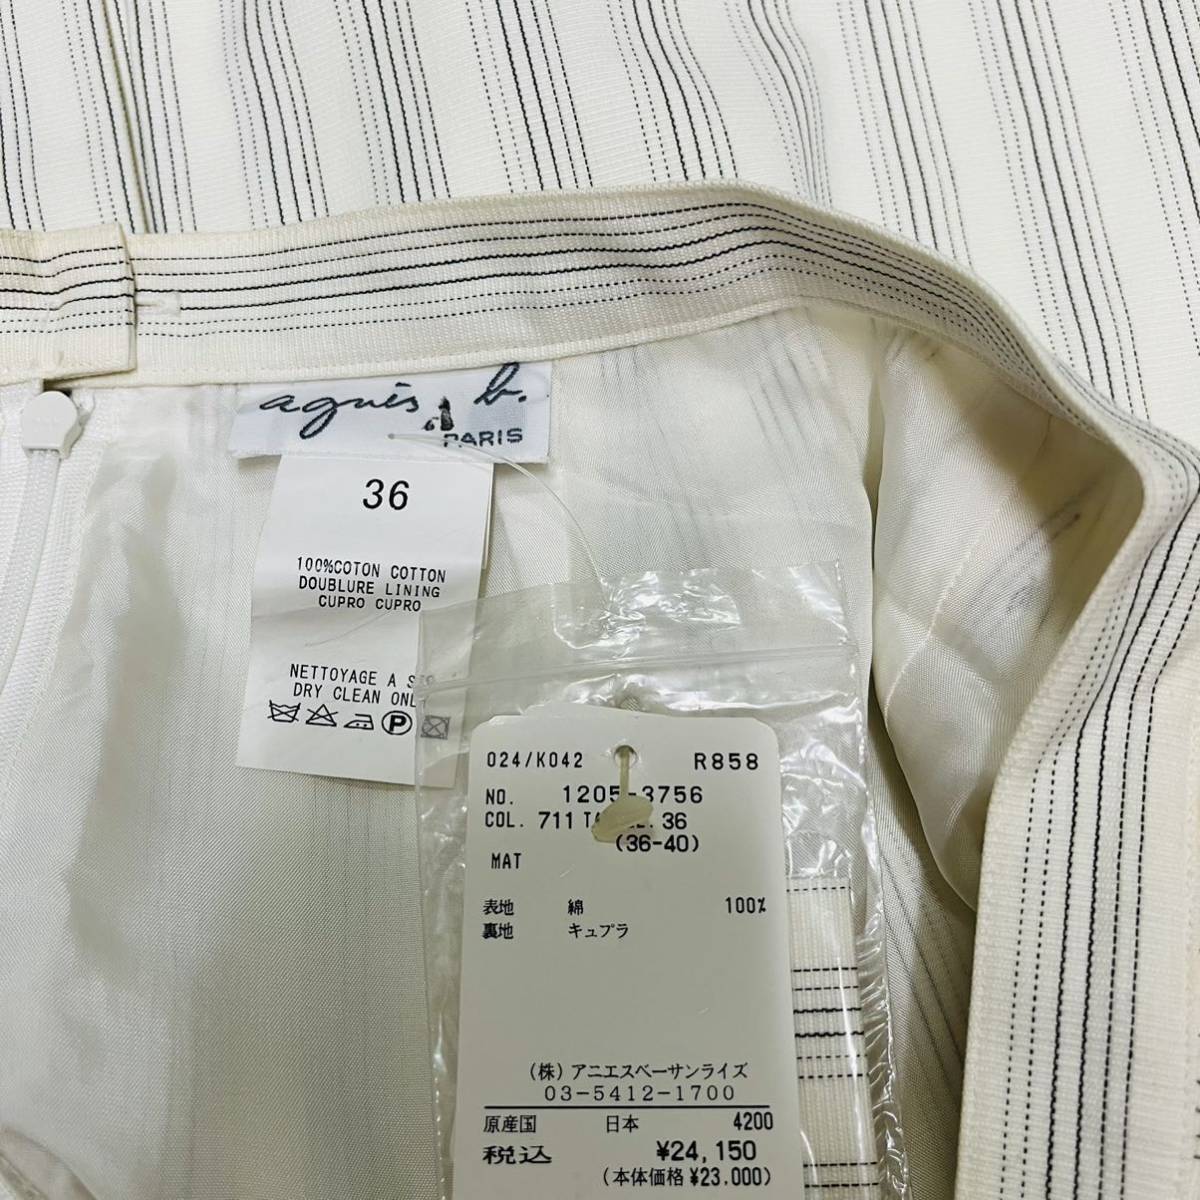 agnis b.
PARIS
36
100%COTON COTTON
DOUBLURE LINING
CUPRO CUPRO
NETTOYAGE A
DRY CLEAN ONLY
024/K042 R858
NO. 1205-3756
COL. 711 36
(36-40)
MAT
表地 綿 100%
裏地 キュプラ
(株)アニエスベーサンライズ
03-5412-1700
原産国 日本 4200
税込 ¥24,150
(本体価格¥23.000)